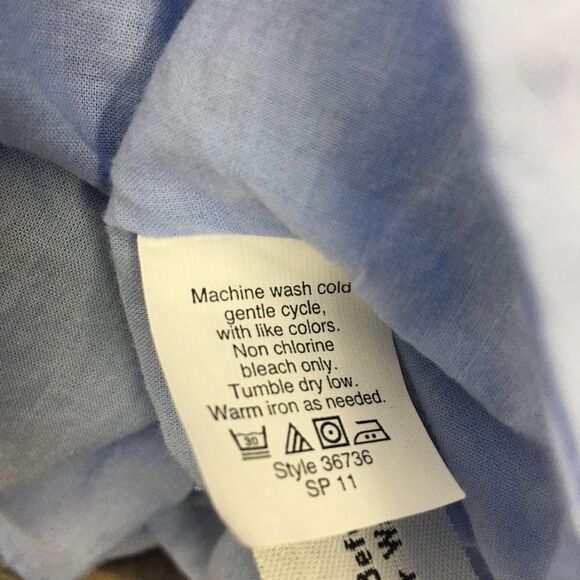 Machine wash cold
gentle cycle,
with like colors.
Non chlorine
bleach only.
Tumble dry low.
Warm iron as needed.
30
Style 36736
SP 11